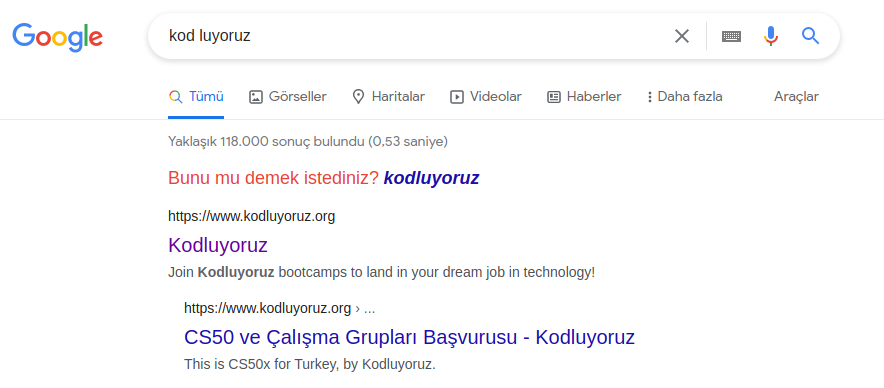 Google
kod luyoruz
Tümü Görseller Haritalar Videolar Haberler Daha fazla Araçlar
Yaklaşık 118.000 sonuç bulundu (0,53 saniye)
Bunu mu demek istediniz? kodluyoruz
https://www.kodluyoruz.org
Kodluyoruz
Join Kodluyoruz bootcamps to land in your dream job in technology!
https://www.kodluyoruz.org › ...
CS50 ve Çalışma Grupları Başvurusu - Kodluyoruz
This is CS50x for Turkey, by Kodluyoruz.